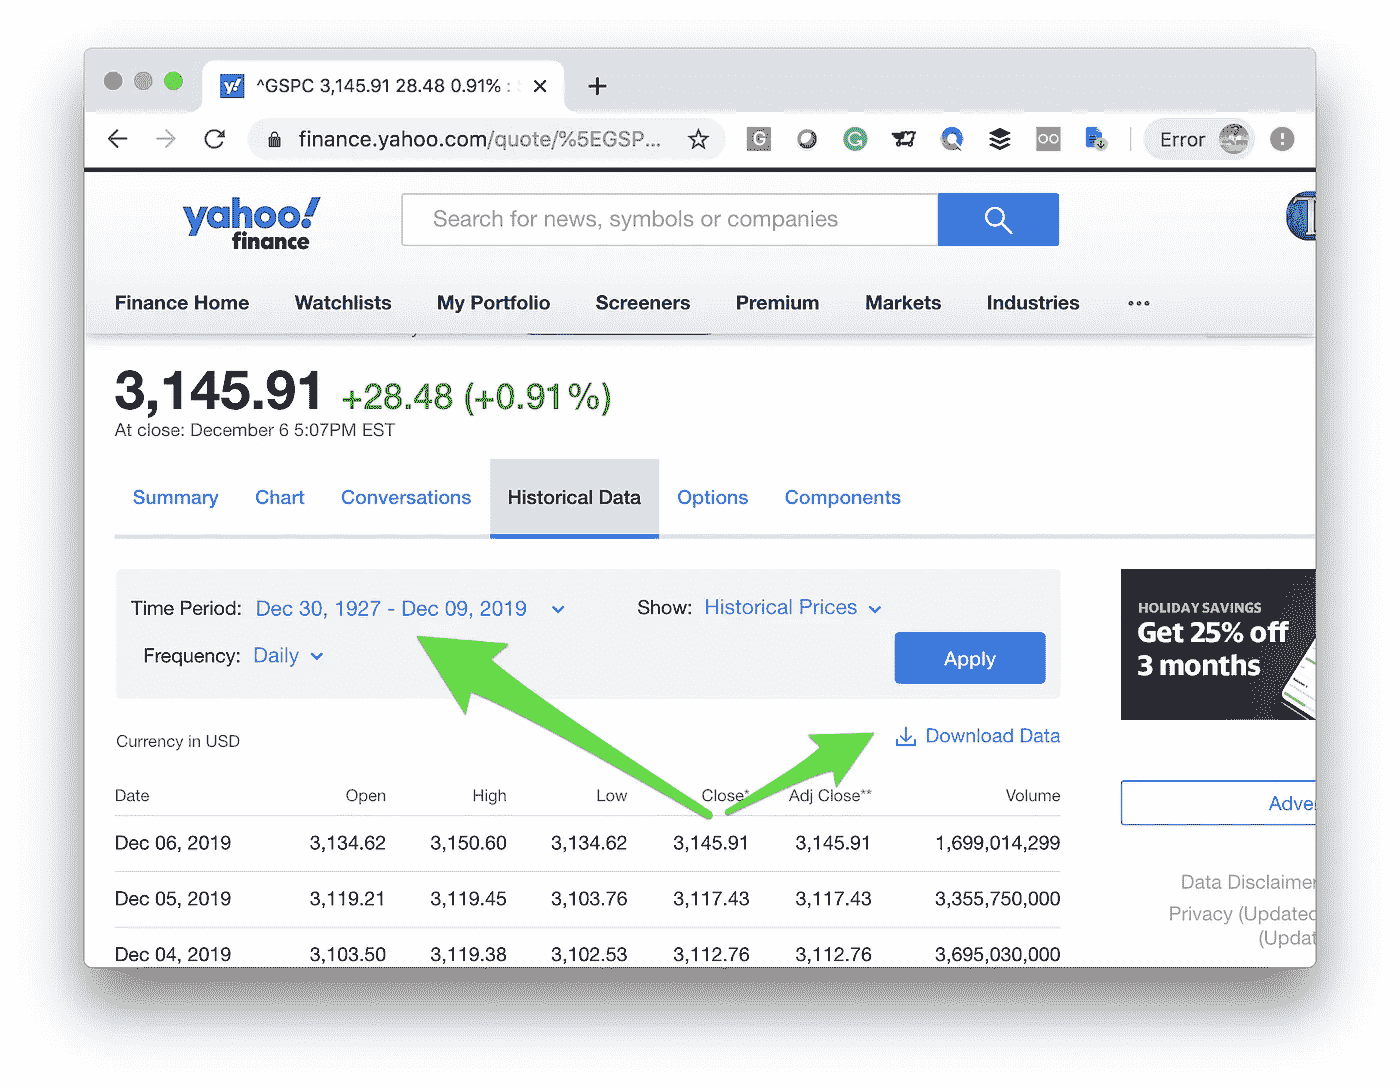 ^GSPC 3,145.91 28.48 0.91% :
finance.yahoo.com/quote/%5EGSP...
Error
yahoo!
finance
Search for news, symbols or companies
Finance Home Watchlists My Portfolio Screeners Premium Markets Industries ...
3,145.91 +28.48 (+0.91%)
At close: December 6 5:07PM EST
Summary Chart Conversations Historical Data Options Components
Time Period: Dec 30, 1927 - Dec 09, 2019 Show: Historical Prices
Frequency: Daily
Apply
HOLIDAY SAVINGS
Get 25% off
3 months
Currency in USD
Download Data
Date Open High Low Close* Adj Close** Volume
Dec 06, 2019 3,134.62 3,150.60 3,134.62 3,145.91 3,145.91 1,699,014,299
Dec 05, 2019 3,119.21 3,119.45 3,103.76 3,117.43 3,117.43 3,355,750,000
Dec 04, 2019 3,103.50 3,119.38 3,102.53 3,112.76 3,112.76 3,695,030,000
Adve
Data Disclaimer
Privacy (Updated
(Updat